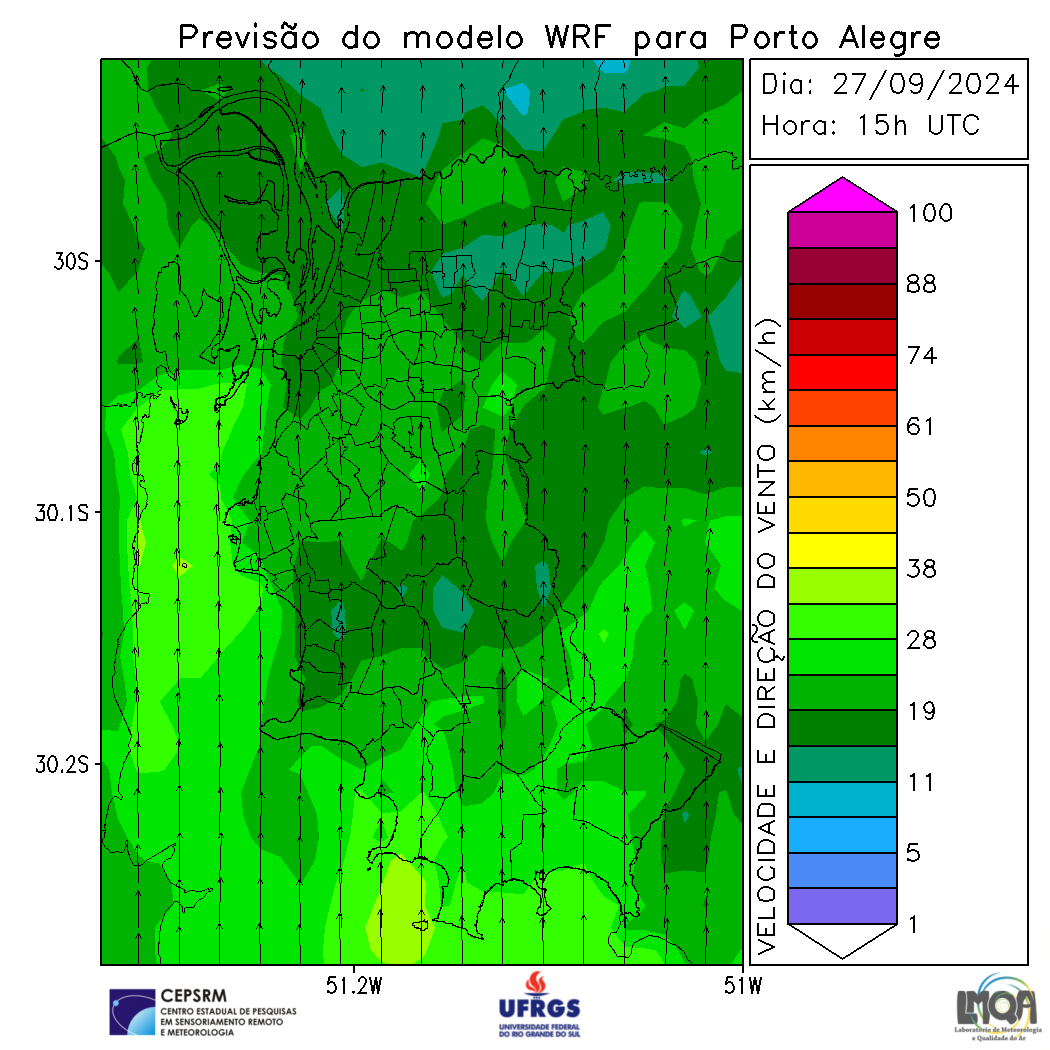 Previsão do modelo WRF para Porto Alegre
Dia: 27/09/2024
Hora: 15h UTC
30S
30.1S
30.2S
51.2W
51W
VELOCIDADE E DIREÇÃO DO VENTO (km/h)
100
88
74
61
50
38
28
19
11
5
1
CEPSRM
CENTRO ESTADUAL DE PESQUISAS
EM SENSORIAMENTO REMOTO
E METEOROLOGIA
UFRGS
UNIVERSIDADE FEDERAL
DO RIO GRANDE DO SUL
LMQA
Laboratório de Meteorologia
e Qualidade do Ar